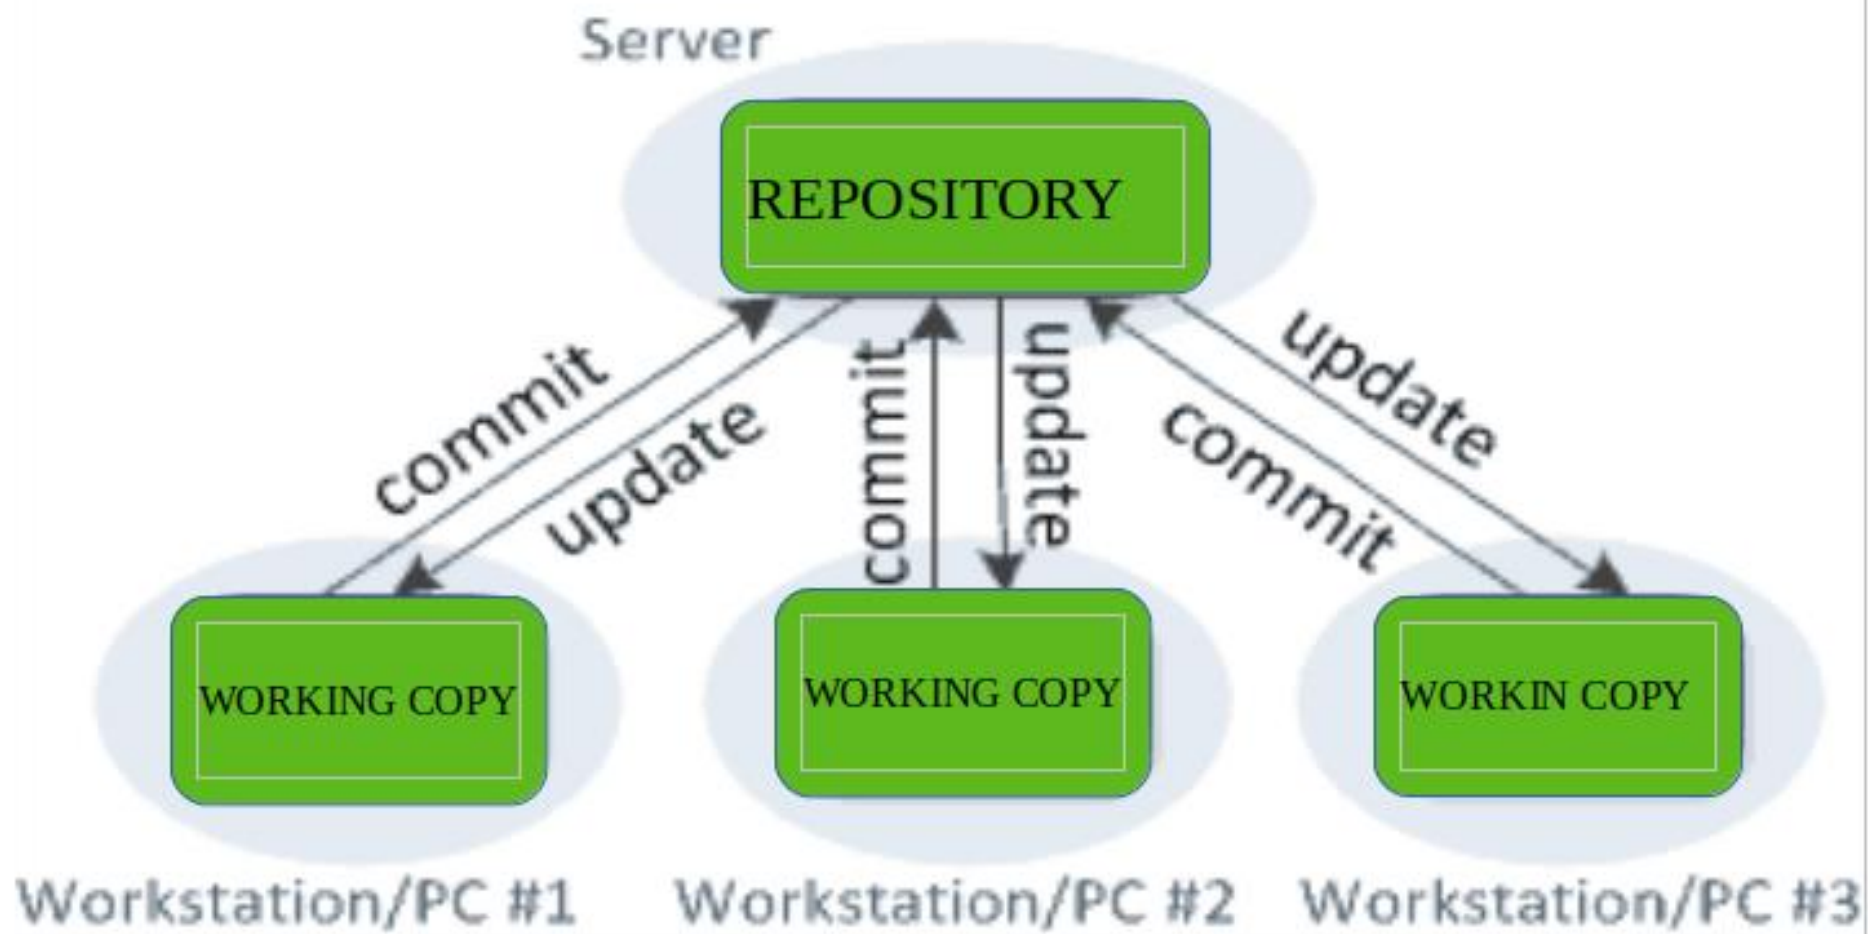 Server
REPOSITORY
commit
update
commit
update
commit
update
WORKING COPY
WORKING COPY
WORKIN COPY
Workstation/PC #1
Workstation/PC #2
Workstation/PC #3